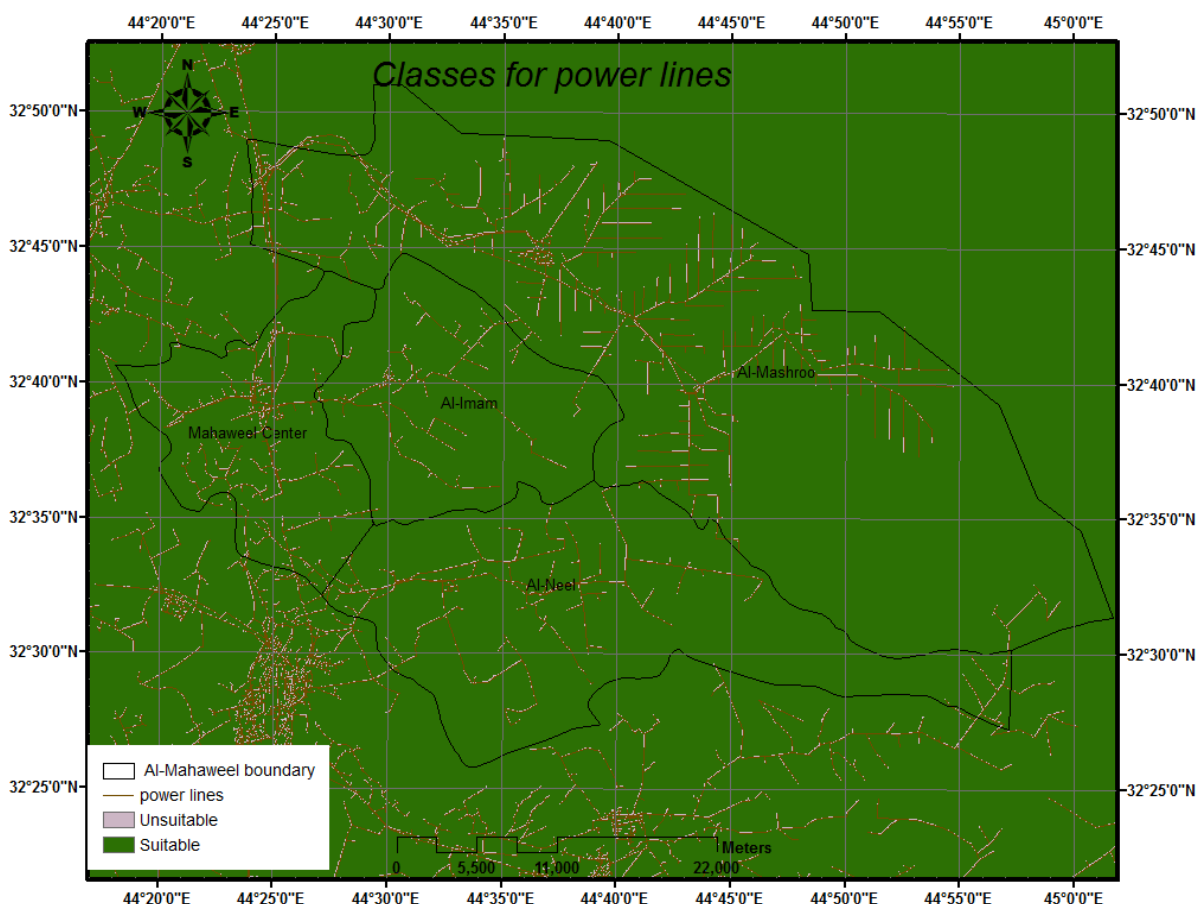 44°20'0"E 44°25'0"E 44°30'0"E 44°35'0"E 44°40'0"E 44°45'0"E 44°50'0"E 44°55'0"E 45°0'0"E
Classes for power lines
N
W E
S
32°50'0"N 32°50'0"N
32°45'0"N 32°45'0"N
32°40'0"N 32°40'0"N
Al-Mashroo
Al-Imam
Mahaweel Center
32°35'0"N 32°35'0"N
Al-Neel
32°30'0"N 32°30'0"N
32°25'0"N 32°25'0"N
Al-Mahaweel boundary
power lines
Unsuitable
Suitable
Meters
0 5,500 11,000 22,000
44°20'0"E 44°25'0"E 44°30'0"E 44°35'0"E 44°40'0"E 44°45'0"E 44°50'0"E 44°55'0"E 45°0'0"E